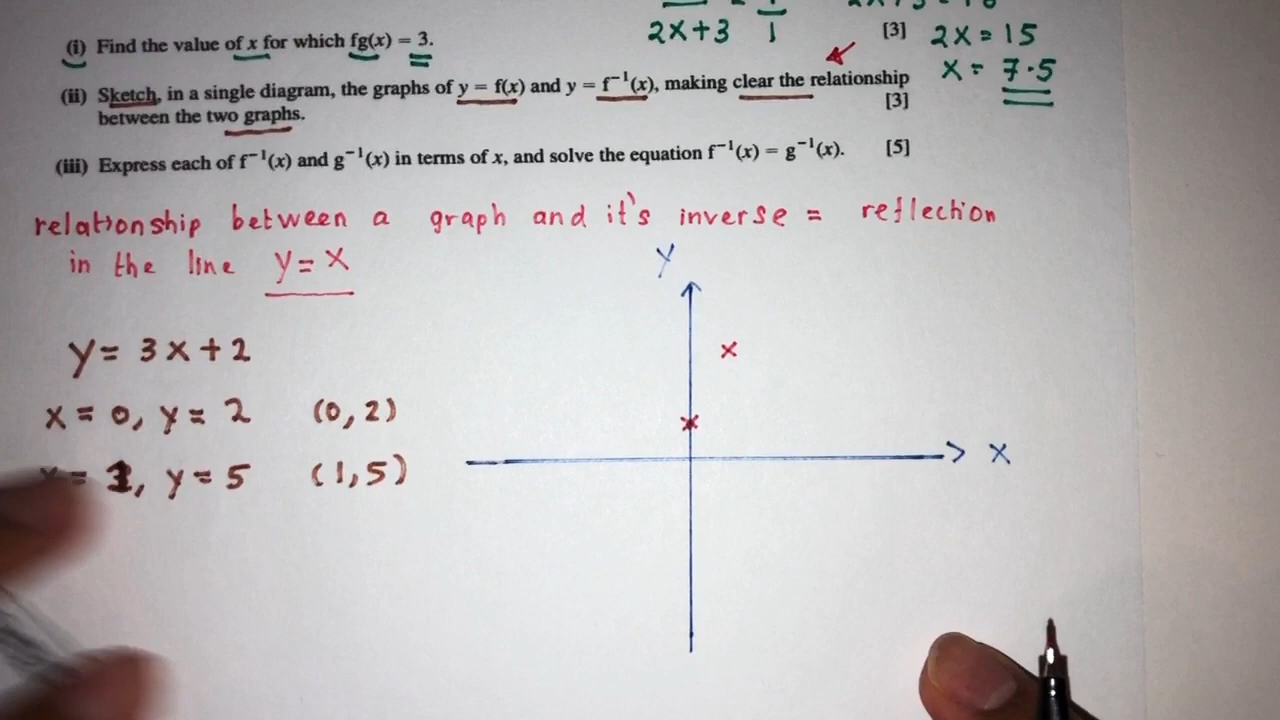 2x+3 1
(i) Find the value of x for which fg(x) = 3. [3] 2x = 15
x = 7.5
(ii) Sketch, in a single diagram, the graphs of y = f(x) and y = f⁻¹(x), making clear the relationship
between the two graphs. [3]
(iii) Express each of f⁻¹(x) and g⁻¹(x) in terms of x, and solve the equation f⁻¹(x) = g⁻¹(x). [5]
relationship between a graph and it's inverse = reflection
in the line y = x
y
y = 3x+2
x = 0, y = 2 (0,2)
x
x = 1, y = 5 (1,5)